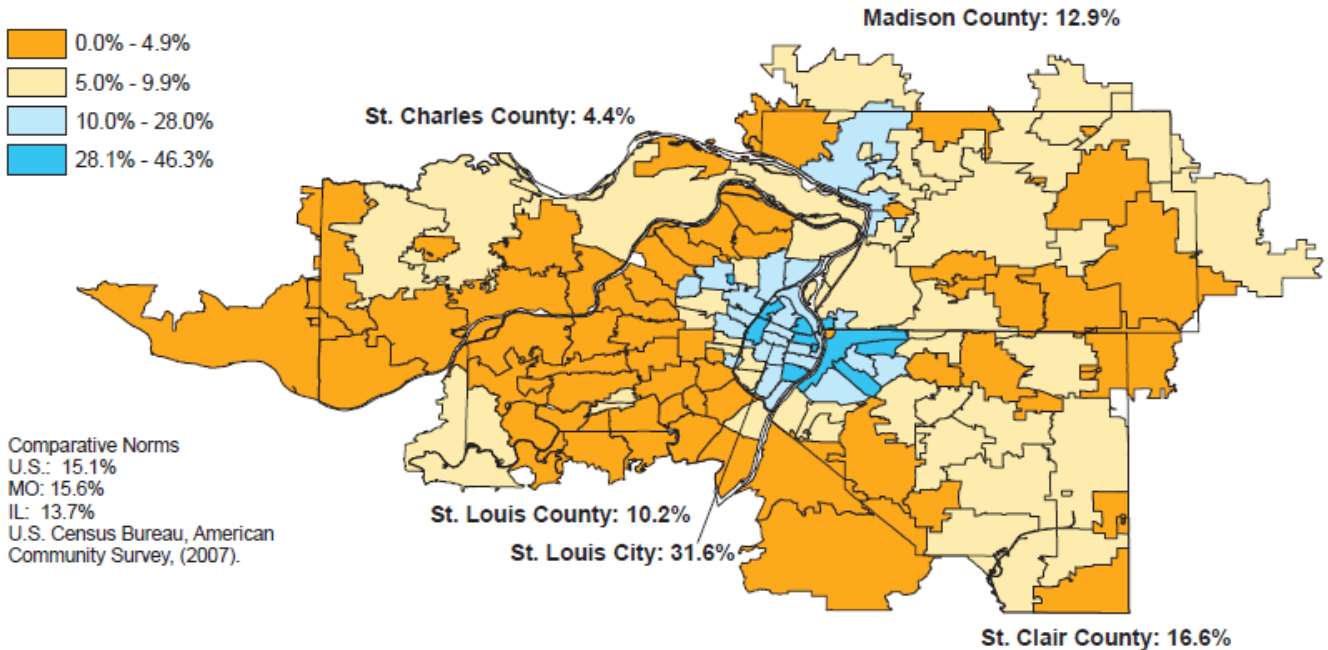 Madison County: 12.9%
0.0% - 4.9%
5.0% - 9.9%
10.0% - 28.0%
28.1% - 46.3%
St. Charles County: 4.4%
Comparative Norms
U.S.: 15.1%
MO: 15.6%
IL: 13.7%
U.S. Census Bureau, American
Community Survey, (2007).
St. Louis County: 10.2%
St. Louis City: 31.6%
St. Clair County: 16.6%